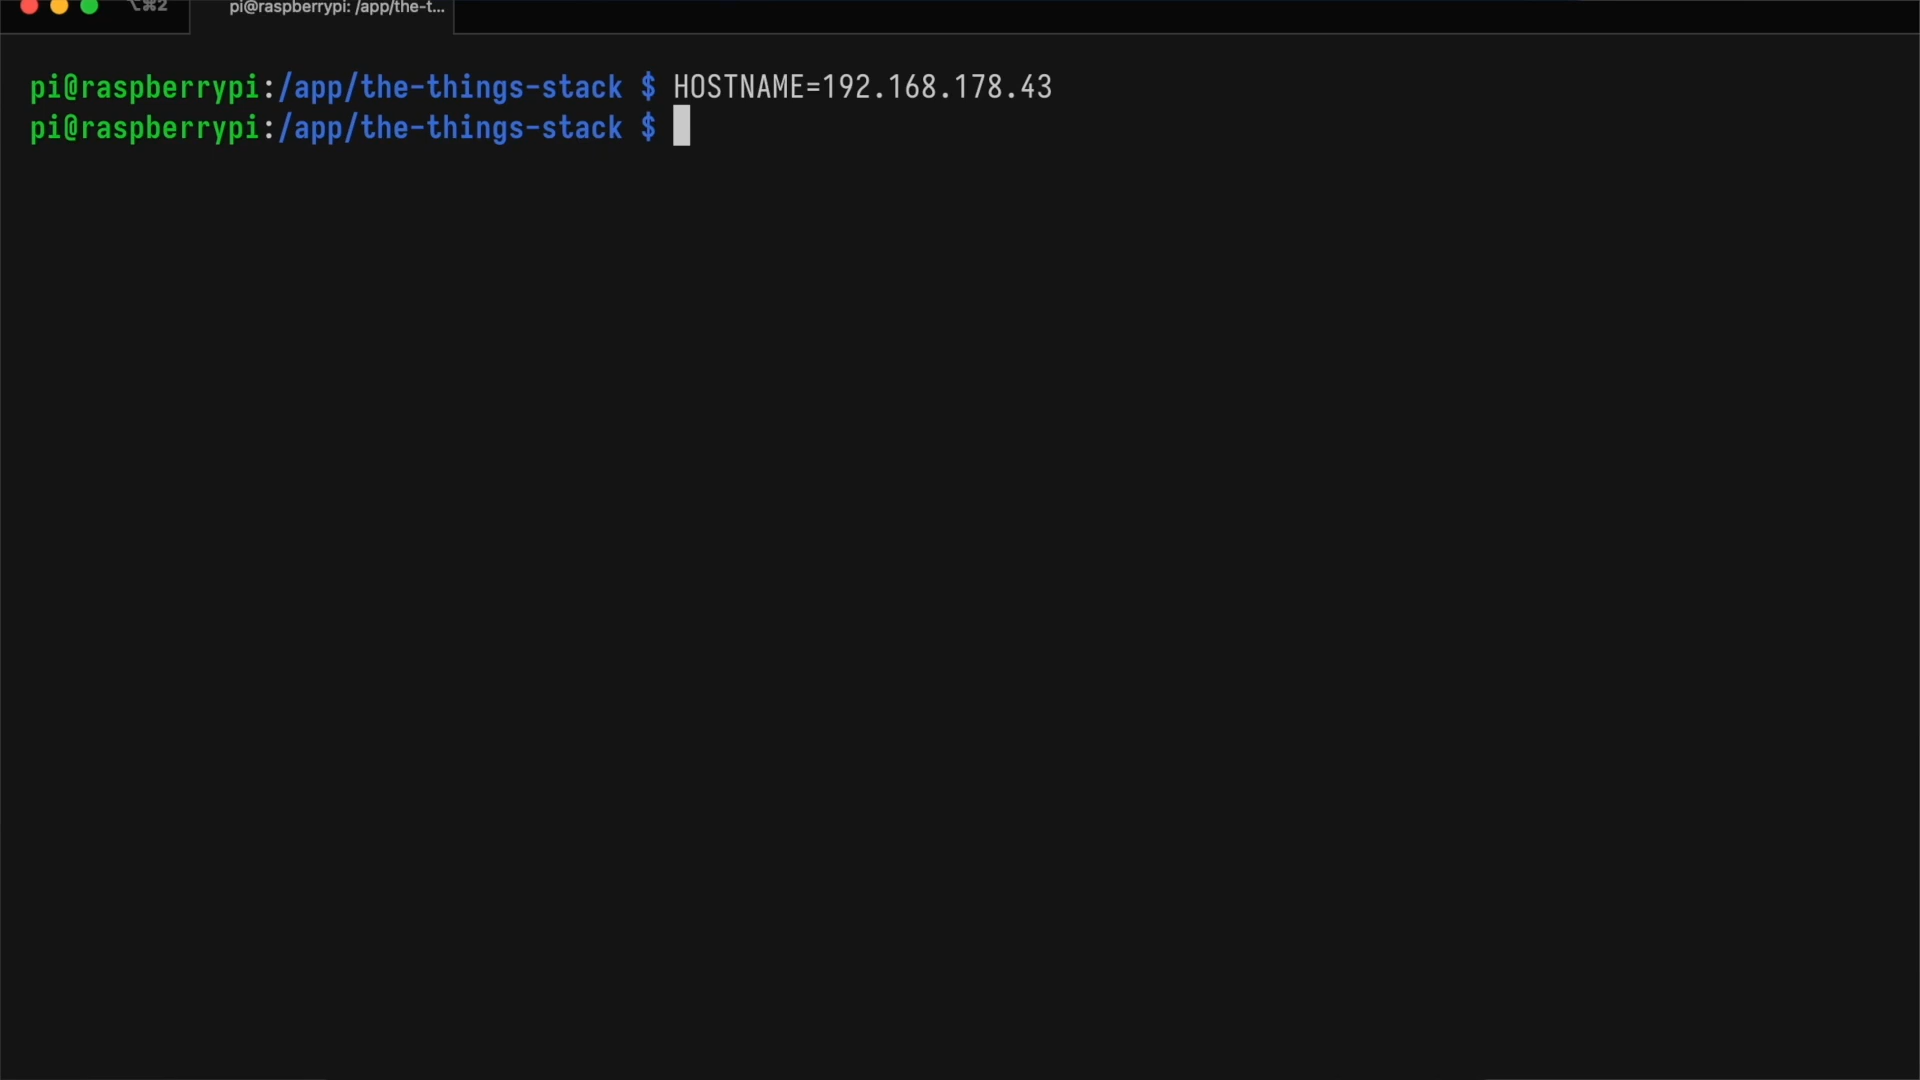 ⌥⌘2
pi@raspberrypi: /app/the-t...
pi@raspberrypi:/app/the-things-stack $ HOSTNAME=192.168.178.43
pi@raspberrypi:/app/the-things-stack $